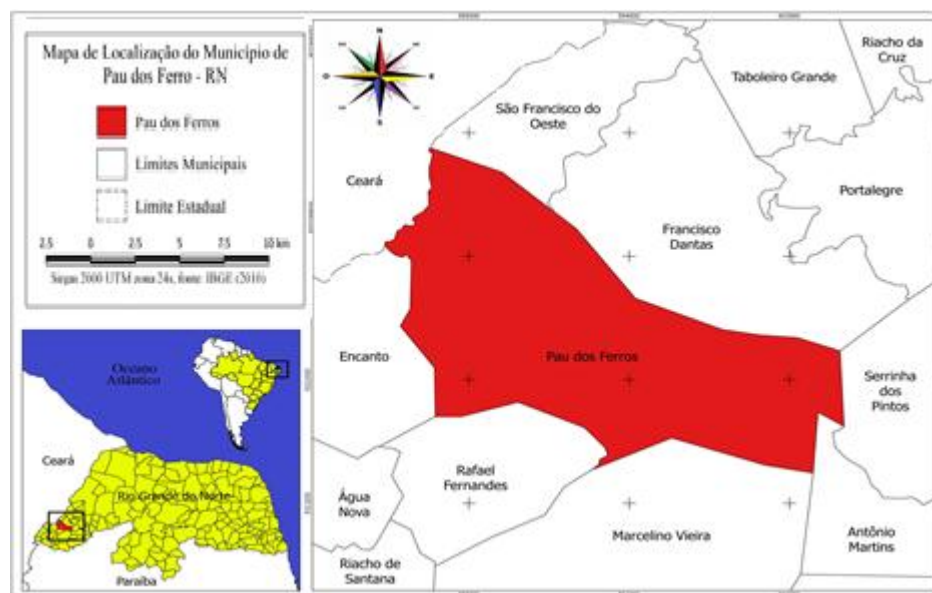 Mapa de Localização do Município de
Pau dos Ferro - RN
Pau dos Ferros
Limites Municipais
Limite Estadual
2.5 0 2.5 5 7.5 10 km
Sirgas 2000 UTM zona 24s, fonte: IBGE (2010)
Oceano
Atlântico
Ceará
Rio Grande do Norte
Paraíba
N
O
E
S
Riacho da
Cruz
Taboleiro Grande
São Francisco do
Oeste
Ceará
Portalegre
Francisco
Dantas
Encanto
Pau dos Ferros
Serrinha
dos
Pintos
Rafael
Fernandes
Água
Nova
Marcelino Vieira
Antônio
Martins
Riacho de
Santana